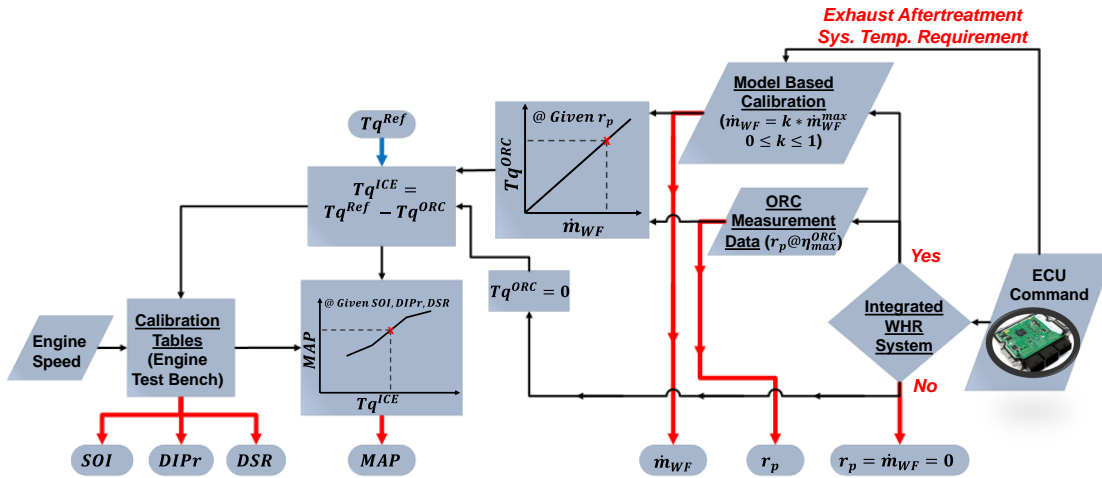 Exhaust Aftertreatment
Sys. Temp. Requirement
Model Based
Calibration
(ṁ_WF = k * ṁ_WF^max
0 ≤ k ≤ 1)
@ Given r_p
Tq^ORC
ṁ_WF
Tq^Ref
Tq^ICE =
Tq^Ref − Tq^ORC
ORC
Measurement
Data (r_p@η_max^ORC)
Yes
ECU
Command
Integrated
WHR
System
No
Tq^ORC = 0
@ Given SOI, DIPr, DSR
MAP
Tq^ICE
Engine
Speed
Calibration
Tables
(Engine
Test Bench)
SOI
DIPr
DSR
MAP
ṁ_WF
r_p
r_p = ṁ_WF = 0